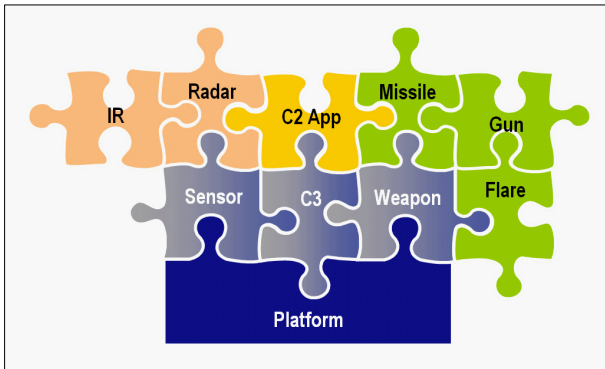 IR
Radar
C2 App
Missile
Gun
Sensor
C3
Weapon
Flare
Platform